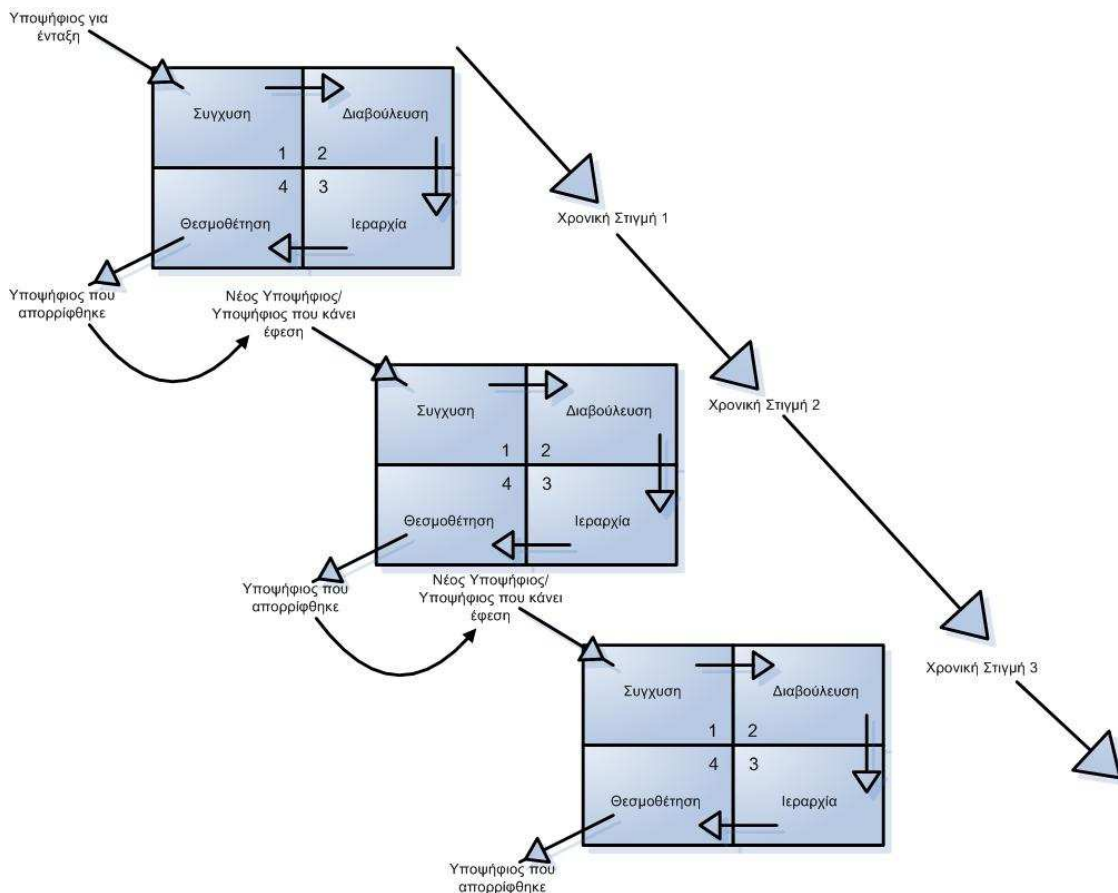 Υποψήφιος για
ένταξη
Συγχυση
Διαβούλευση
1
2
4
3
Θεσμοθέτηση
Ιεραρχία
Χρονική Στιγμή 1
Υποψήφιος που
απορρίφθηκε
Νέος Υποψήφιος/
Υποψήφιος που κάνει
έφεση
Συγχυση
Διαβούλευση
Χρονική Στιγμή 2
1
2
4
3
Θεσμοθέτηση
Ιεραρχία
Υποψήφιος που
απορρίφθηκε
Νέος Υποψήφιος/
Υποψήφιος που κάνει
έφεση
Χρονική Στιγμή 3
Συγχυση
Διαβούλευση
1
2
4
3
Θεσμοθέτηση
Ιεραρχία
Υποψήφιος που
απορρίφθηκε